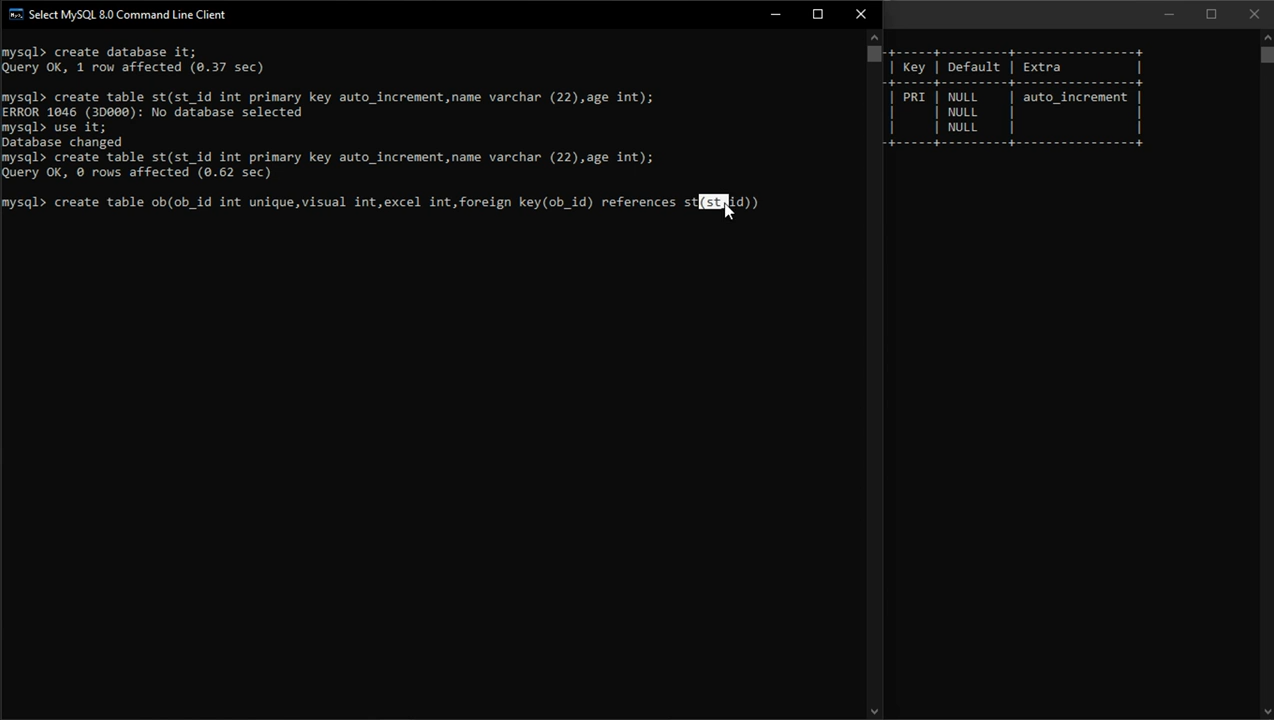 Select MySQL 8.0 Command Line Client
mysql> create database it;
Query OK, 1 row affected (0.37 sec)
mysql> create table st(st_id int primary key auto_increment,name varchar (22),age int);
ERROR 1046 (3D000): No database selected
mysql> use it;
Database changed
mysql> create table st(st_id int primary key auto_increment,name varchar (22),age int);
Query OK, 0 rows affected (0.62 sec)
mysql> create table ob(ob_id int unique,visual int,excel int,foreign key(ob_id) references st(st_id))
-+-----+---------+----------------+
| Key | Default | Extra |
-+-----+---------+----------------+
| PRI | NULL | auto_increment |
| | NULL | |
| | NULL | |
-+-----+---------+----------------+